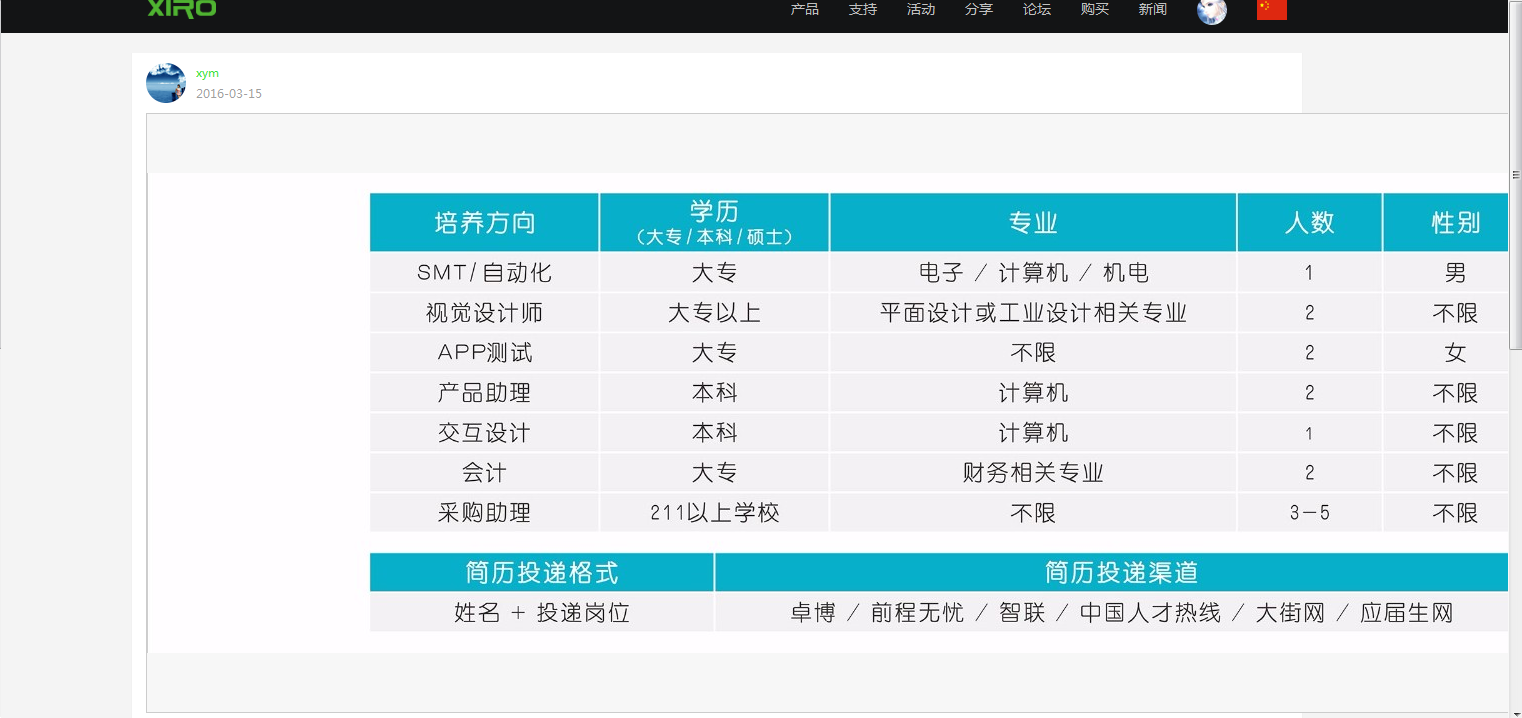 XIRO 产品 支持 活动 分享 论坛 购买 新闻
xym
2016-03-15
培养方向 学历 (大专/本科/硕士) 专业 人数 性别
SMT/自动化 大专 电子 / 计算机 / 机电 1 男
视觉设计师 大专以上 平面设计或工业设计相关专业 2 不限
APP测试 大专 不限 2 女
产品助理 本科 计算机 2 不限
交互设计 本科 计算机 1 不限
会计 大专 财务相关专业 2 不限
采购助理 211以上学校 不限 3-5 不限
简历投递格式 简历投递渠道
姓名 + 投递岗位 卓博 / 前程无忧 / 智联 / 中国人才热线 / 大街网 / 应届生网